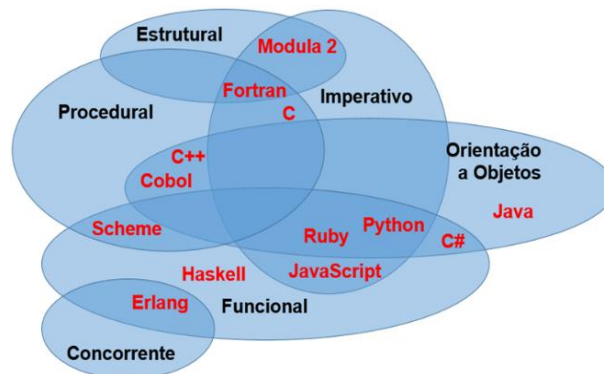 Estrutural
Modula 2
Fortran
Imperativo
Procedural
C
C++
Orientação
a Objetos
Cobol
Java
Scheme
Python
Ruby
C#
Haskell
JavaScript
Erlang
Funcional
Concorrente